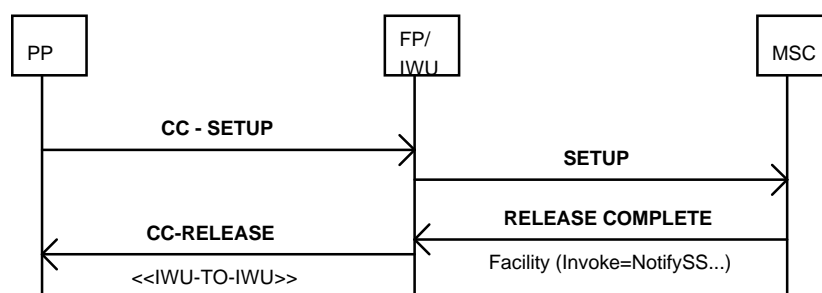 PP
FP/
IWU
MSC
CC - SETUP
SETUP
RELEASE COMPLETE
CC-RELEASE
Facility (Invoke=NotifySS...)
<<IWU-TO-IWU>>